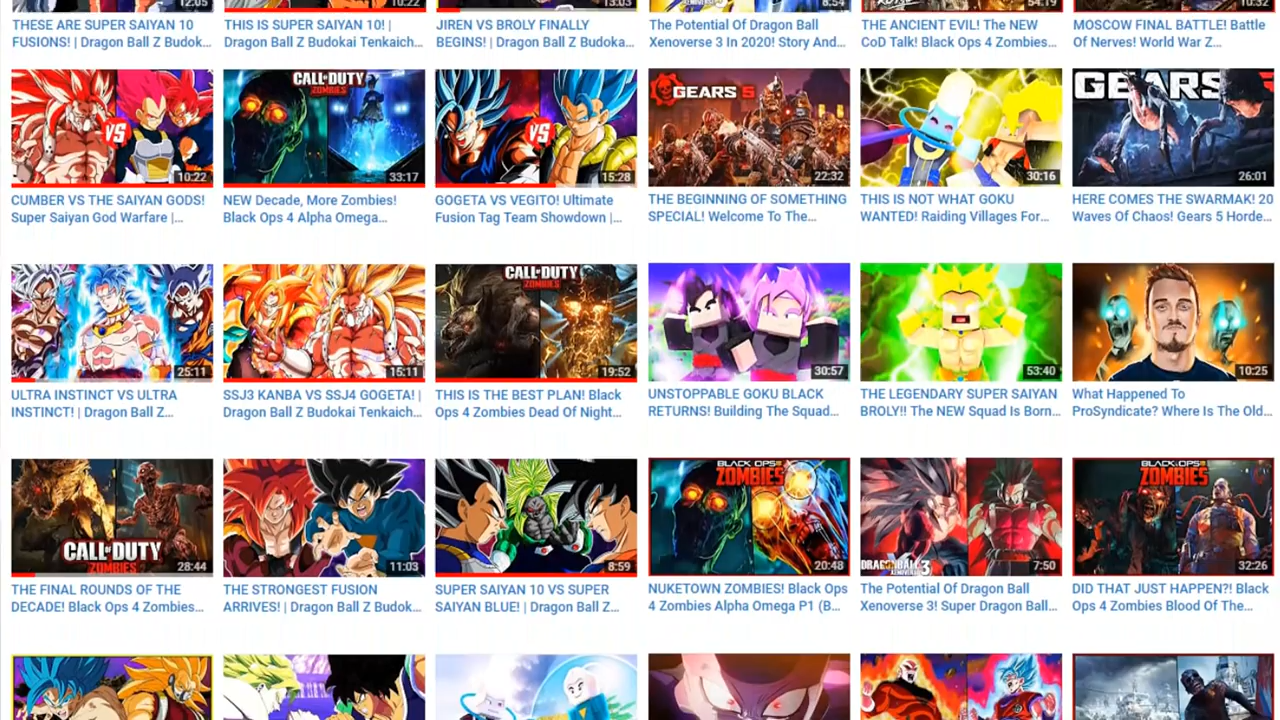 12:05
10:22
13:03
8:54
54:19
10:32
THESE ARE SUPER SAIYAN 10
FUSIONS! | Dragon Ball Z Budok...
THIS IS SUPER SAIYAN 10! |
Dragon Ball Z Budokai Tenkaich...
JIREN VS BROLY FINALLY
BEGINS! | Dragon Ball Z Budoka...
The Potential Of Dragon Ball
Xenoverse 3 In 2020! Story And...
THE ANCIENT EVIL! The NEW
CoD Talk! Black Ops 4 Zombies...
MOSCOW FINAL BATTLE! Battle
Of Nerves! World War Z...
VS
10:22
CALL OF DUTY
ZOMBIES
33:17
VS
15:28
GEARS 5
22:32
30:16
GEARS
26:01
CUMBER VS THE SAIYAN GODS!
Super Saiyan God Warfare |...
NEW Decade, More Zombies!
Black Ops 4 Alpha Omega...
GOGETA VS VEGITO! Ultimate
Fusion Tag Team Showdown |...
THE BEGINNING OF SOMETHING
SPECIAL! Welcome To The...
THIS IS NOT WHAT GOKU
WANTED! Raiding Villages For...
HERE COMES THE SWARMAK! 20
Waves Of Chaos! Gears 5 Horde...
25:11
15:11
CALL OF DUTY
ZOMBIES
19:52
30:57
53:40
10:25
ULTRA INSTINCT VS ULTRA
INSTINCT! | Dragon Ball Z...
SSJ3 KANBA VS SSJ4 GOGETA! |
Dragon Ball Z Budokai Tenkaich...
THIS IS THE BEST PLAN! Black
Ops 4 Zombies Dead Of Night...
UNSTOPPABLE GOKU BLACK
RETURNS! Building The Squad...
THE LEGENDARY SUPER SAIYAN
BROLY!! The NEW Squad Is Born...
What Happened To
ProSyndicate? Where Is The Old...
CALL OF DUTY
ZOMBIES
28:44
11:03
8:59
BLACK OPS
ZOMBIES
20:48
DRAGON BALL
XENOVERSE 3
7:50
BLACK OPS
ZOMBIES
32:26
THE FINAL ROUNDS OF THE
DECADE! Black Ops 4 Zombies...
THE STRONGEST FUSION
ARRIVES! | Dragon Ball Z Budok...
SUPER SAIYAN 10 VS SUPER
SAIYAN BLUE! | Dragon Ball Z...
NUKETOWN ZOMBIES! Black Ops
4 Zombies Alpha Omega P1 (B...
The Potential Of Dragon Ball
Xenoverse 3! Super Dragon Ball...
DID THAT JUST HAPPEN?! Black
Ops 4 Zombies Blood Of The...